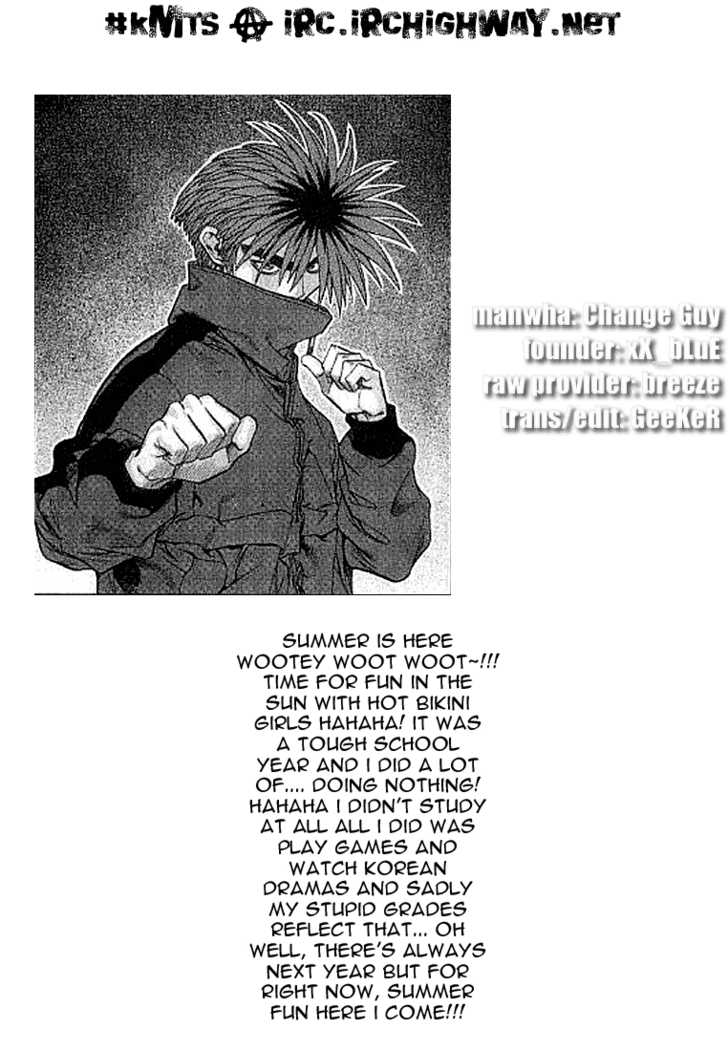 #KMTS @ IRC.IRCHIGHWAY.NET
manwha: Change Guy
founder: xX_bLuE
raw provider: breeze
trans/edit: GeeKeR
SUMMER IS HERE
WOOTEY WOOT WOOT~!!!
TIME FOR FUN IN THE
SUN WITH HOT BIKINI
GIRLS HAHAHA! IT WAS
A TOUGH SCHOOL
YEAR AND I DID A LOT
OF.... DOING NOTHING!
HAHAHA I DIDN'T STUDY
AT ALL ALL I DID WAS
PLAY GAMES AND
WATCH KOREAN
DRAMAS AND SADLY
MY STUPID GRADES
REFLECT THAT... OH
WELL, THERE'S ALWAYS
NEXT YEAR BUT FOR
RIGHT NOW, SUMMER
FUN HERE I COME!!!